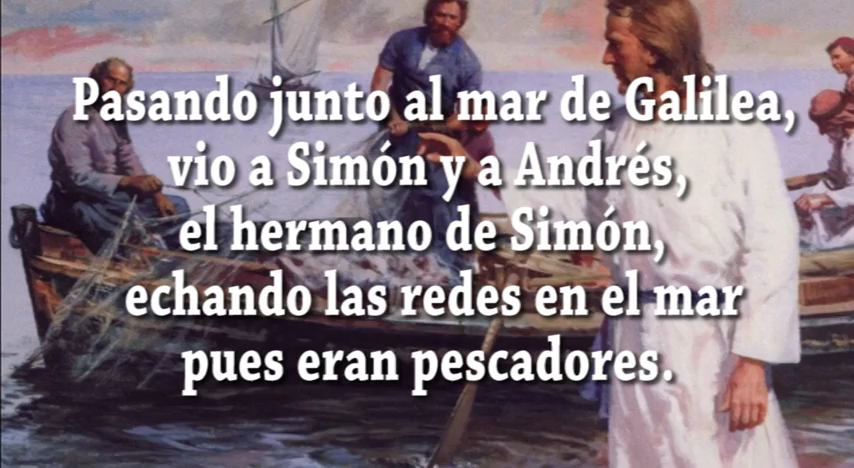 Pasando junto al mar de Galilea,
vio a Simón y a Andrés,
el hermano de Simón,
echando las redes en el mar
pues eran pescadores.